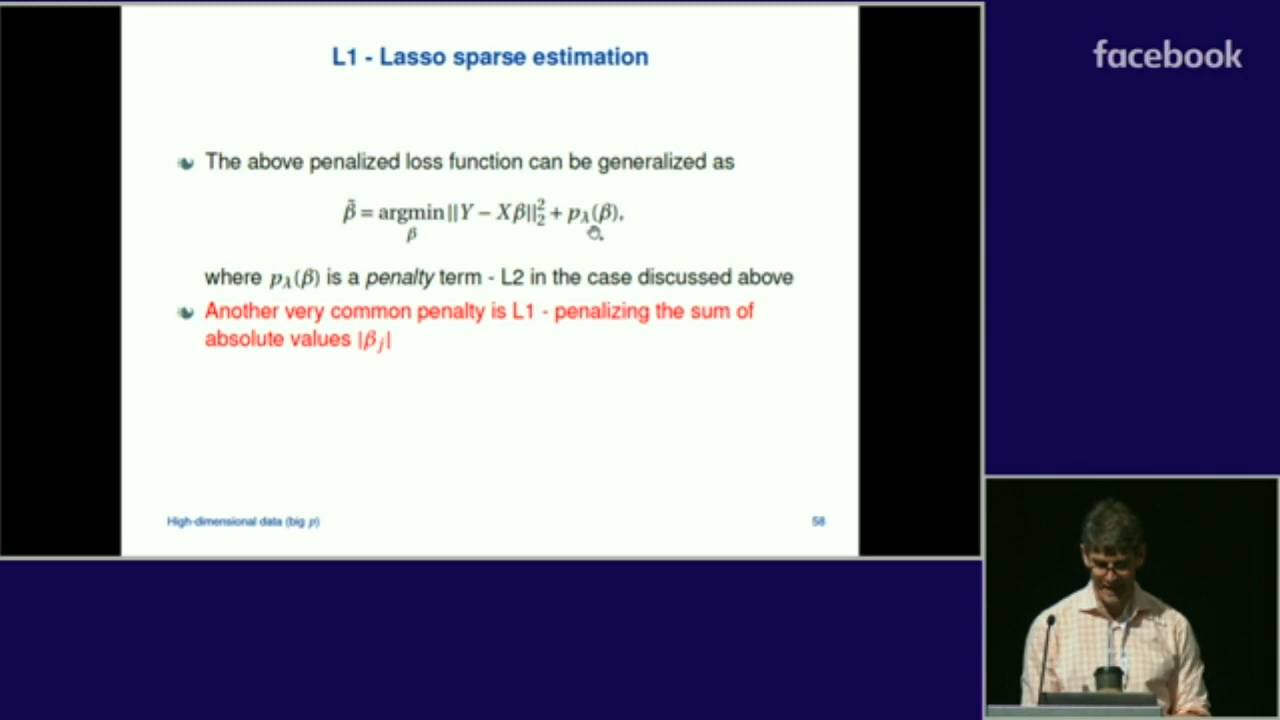 L1 - Lasso sparse estimation
facebook
The above penalized loss function can be generalized as
β̃ = argmin ||Y − Xβ||₂² + p_λ(β),
β
where p_λ(β) is a penalty term - L2 in the case discussed above
Another very common penalty is L1 - penalizing the sum of
absolute values |β_j|
High-dimensional data (big p)
58